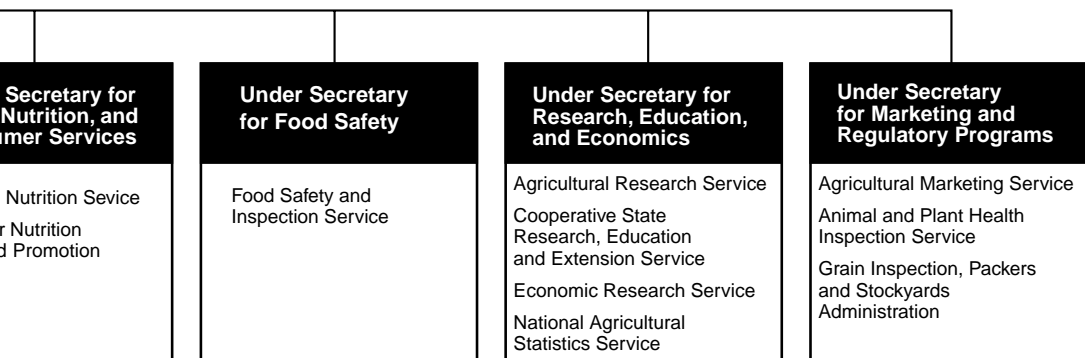 Secretary for
Nutrition, and
umer Services
Nutrition Sevice
r Nutrition
d Promotion
Under Secretary
for Food Safety
Food Safety and
Inspection Service
Under Secretary for
Research, Education,
and Economics
Agricultural Research Service
Cooperative State
Research, Education
and Extension Service
Economic Research Service
National Agricultural
Statistics Service
Under Secretary
for Marketing and
Regulatory Programs
Agricultural Marketing Service
Animal and Plant Health
Inspection Service
Grain Inspection, Packers
and Stockyards
Administration